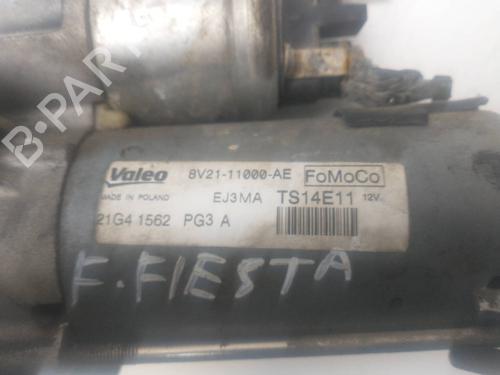 Valeo 8V21-11000-AE FoMoCo
MADE IN POLAND EJ3MA TS14E11 12V
21G4 1562 PG3 A
F.FIESTA
B-PARTS